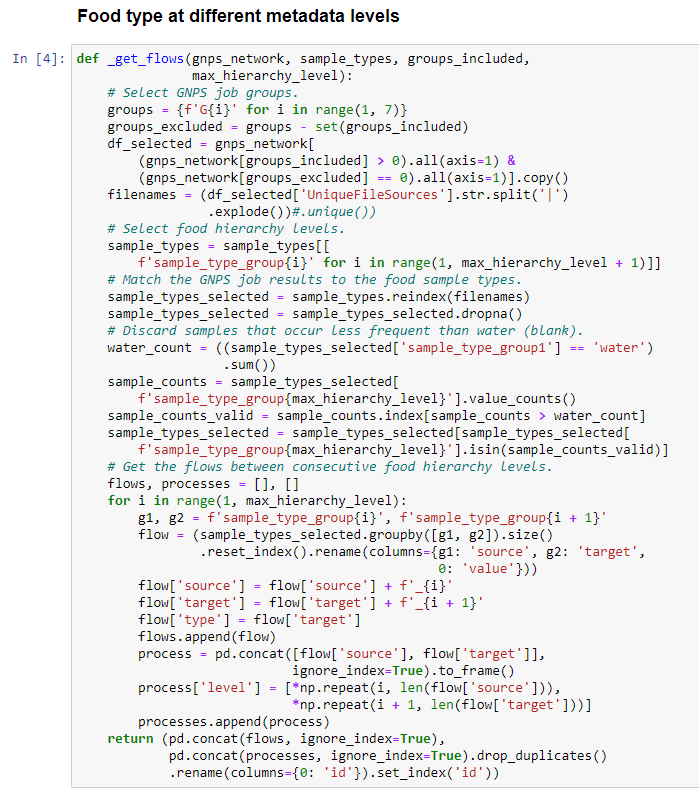 Food type at different metadata levels
In [4]: def _get_flows(gnps_network, sample_types, groups_included,
               max_hierarchy_level):
    # Select GNPS job groups.
    groups = {f'G{i}' for i in range(1, 7)}
    groups_excluded = groups - set(groups_included)
    df_selected = gnps_network[
        (gnps_network[groups_included] > 0).all(axis=1) &
        (gnps_network[groups_excluded] == 0).all(axis=1)].copy()
    filenames = (df_selected['UniqueFileSources'].str.split('|')
                 .explode())#.unique())
    # Select food hierarchy levels.
    sample_types = sample_types[[
        f'sample_type_group{i}' for i in range(1, max_hierarchy_level + 1)]]
    # Match the GNPS job results to the food sample types.
    sample_types_selected = sample_types.reindex(filenames)
    sample_types_selected = sample_types_selected.dropna()
    # Discard samples that occur less frequent than water (blank).
    water_count = ((sample_types_selected['sample_type_group1'] == 'water')
                   .sum())
    sample_counts = sample_types_selected[
        f'sample_type_group{max_hierarchy_level}'].value_counts()
    sample_counts_valid = sample_counts.index[sample_counts > water_count]
    sample_types_selected = sample_types_selected[sample_types_selected[
        f'sample_type_group{max_hierarchy_level}'].isin(sample_counts_valid)]
    # Get the flows between consecutive food hierarchy levels.
    flows, processes = [], []
    for i in range(1, max_hierarchy_level):
        g1, g2 = f'sample_type_group{i}', f'sample_type_group{i + 1}'
        flow = (sample_types_selected.groupby([g1, g2]).size()
                .reset_index().rename(columns={g1: 'source', g2: 'target',
                                               0: 'value'}))
        flow['source'] = flow['source'] + f'_{i}'
        flow['target'] = flow['target'] + f'_{i + 1}'
        flow['type'] = flow['target']
        flows.append(flow)
        process = pd.concat([flow['source'], flow['target']],
                            ignore_index=True).to_frame()
        process['level'] = [*np.repeat(i, len(flow['source'])),
                            *np.repeat(i + 1, len(flow['target']))]
        processes.append(process)
    return (pd.concat(flows, ignore_index=True),
            pd.concat(processes, ignore_index=True).drop_duplicates()
            .rename(columns={0: 'id'}).set_index('id'))